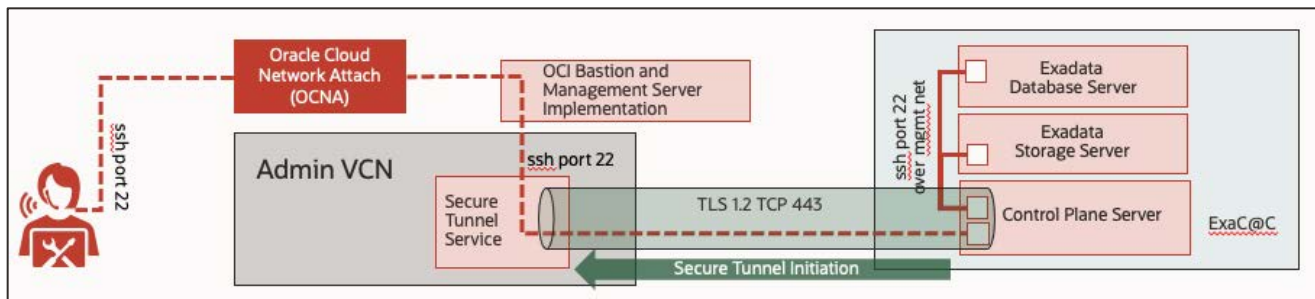 Oracle Cloud
Network Attach
(OCNA)
OCI Bastion and
Management Server
Implementation
ssh port 22
Admin VCN
ssh port 22
Secure
Tunnel
Service
TLS 1.2 TCP 443
Secure Tunnel Initiation
ssh port 22
over mgmt net
Exadata
Database Server
Exadata
Storage Server
Control Plane Server
ExaC@C